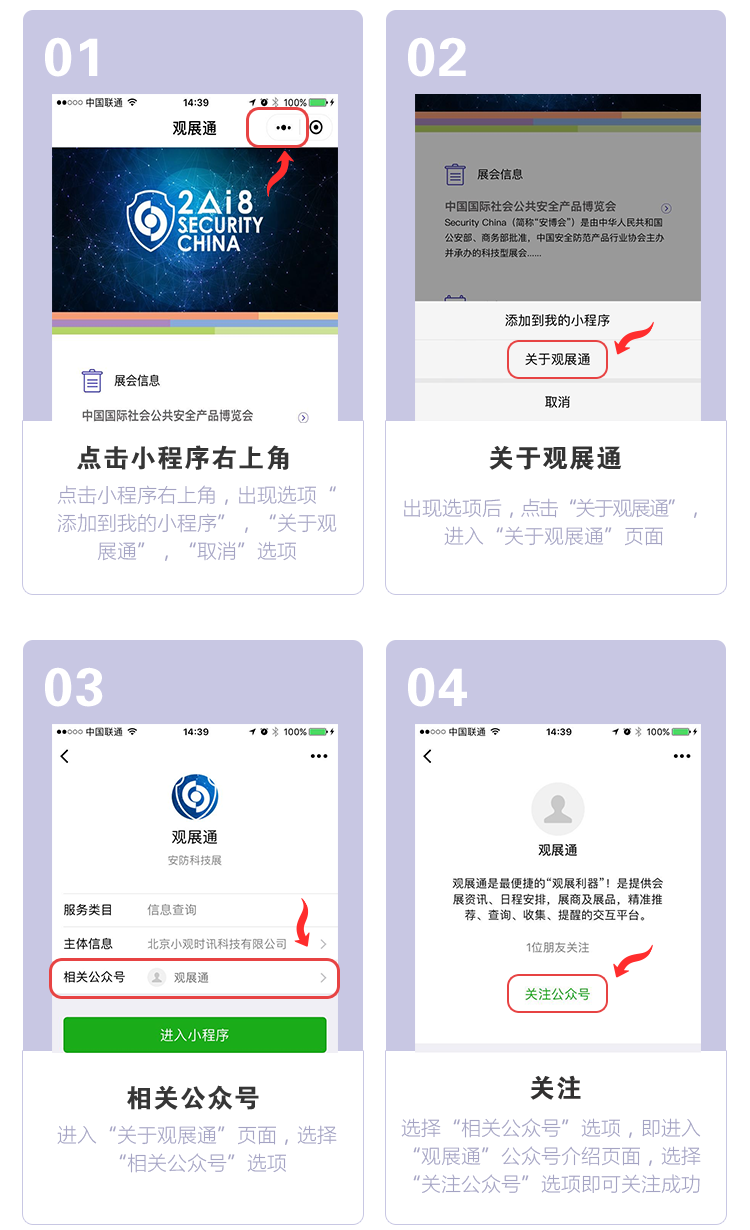 01
中国联通 14:39 100%
观展通
2Ai8
SECURITY
CHINA
展会信息
中国国际社会公共安全产品博览会
点击小程序右上角
点击小程序右上角，出现选项“
添加到我的小程序”，“关于观
展通”，“取消”选项
02
展会信息
中国国际社会公共安全产品博览会
Security China（简称“安博会”）是由中华人民共和国
公安部、商务部批准，中国安全防范产品行业协会主办
并承办的科技型展会......
添加到我的小程序
关于观展通
取消
关于观展通
出现选项后，点击“关于观展通”，
进入“关于观展通”页面
03
中国联通 14:39 100%
观展通
安防科技展
服务类目 信息查询
主体信息 北京小观时讯科技有限公司
相关公众号 观展通
进入小程序
相关公众号
进入“关于观展通”页面，选择
“相关公众号”选项
04
中国联通 14:39 100%
观展通
观展通是最便捷的“观展利器”！是提供会
展资讯、日程安排，展商及展品，精准推
荐、查询、收集、提醒的交互平台。
1位朋友关注
关注公众号
关注
选择“相关公众号”选项，即进入
“观展通”公众号介绍页面，选择
“关注公众号”选项即可关注成功